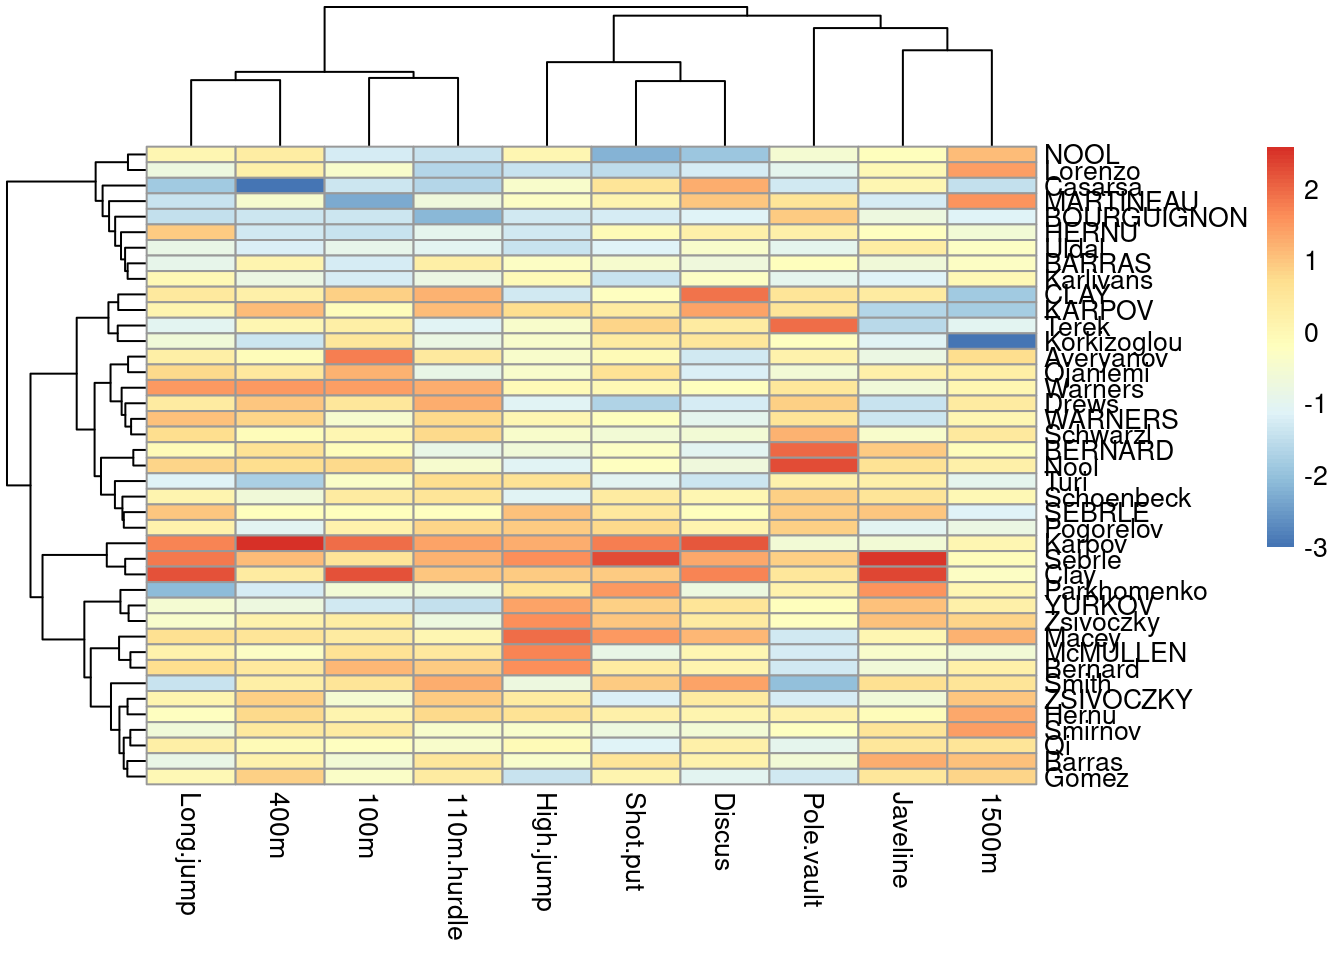 NOOL
Lorenzo
Casarsa
MARTINEAU
BOURGUIGNON
HERNU
Uldal
BARRAS
Karlivans
CLAY
KARPOV
Terek
Korkizoglou
Averyanov
Ojaniemi
Warners
Drews
WARNERS
Schwarzl
BERNARD
Nool
Turi
Schoenbeck
SEBRLE
Pogorelov
Karpov
Sebrle
Clay
Parkhomenko
YURKOV
Zsivoczky
Macey
McMULLEN
Bernard
Smith
ZSIVOCZKY
Hernu
Smirnov
Qi
Barras
Gomez
2
1
0
-1
-2
-3
Long.jump
400m
100m
110m.hurdle
High.jump
Shot.put
Discus
Pole.vault
Javeline
1500m